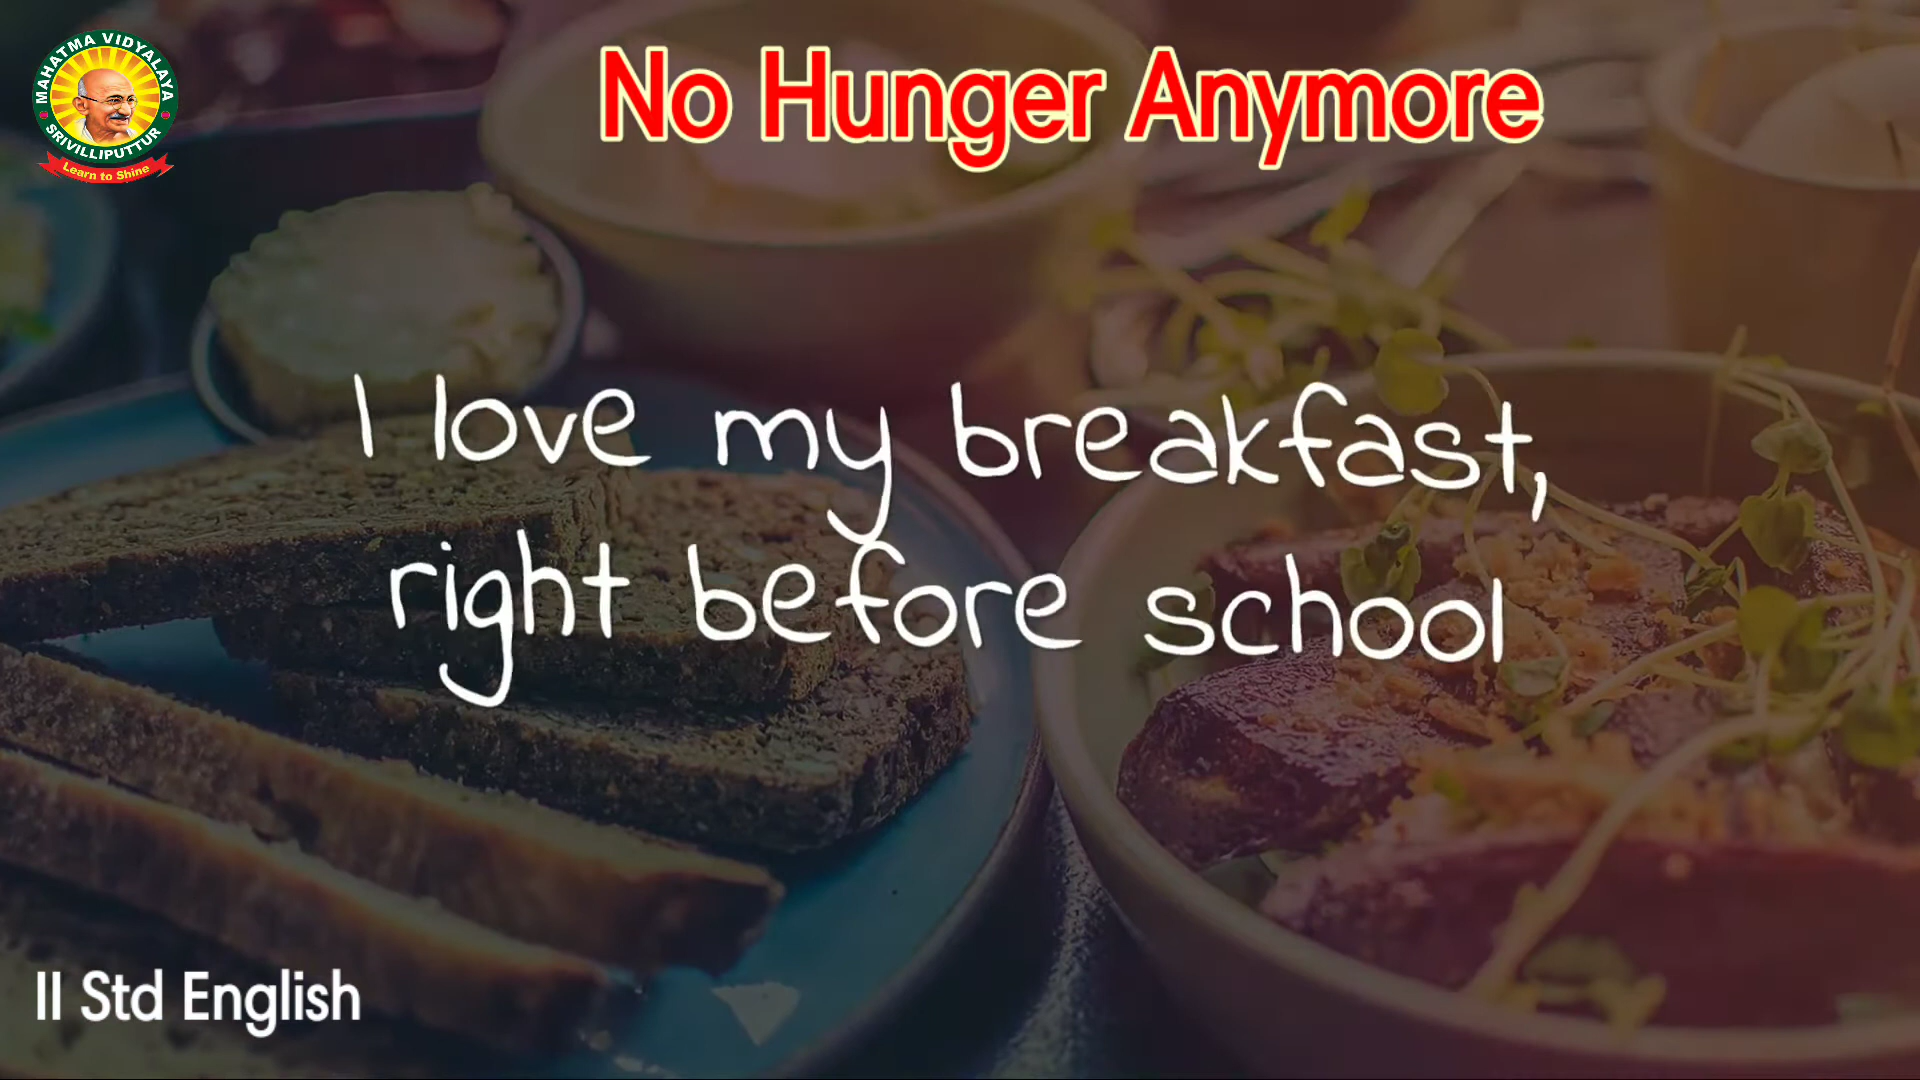 MAHATMA VIDYALAYA
SRIVILLIPUTTUR
Learn to Shine
No Hunger Anymore
I love my breakfast,
right before school
II Std English